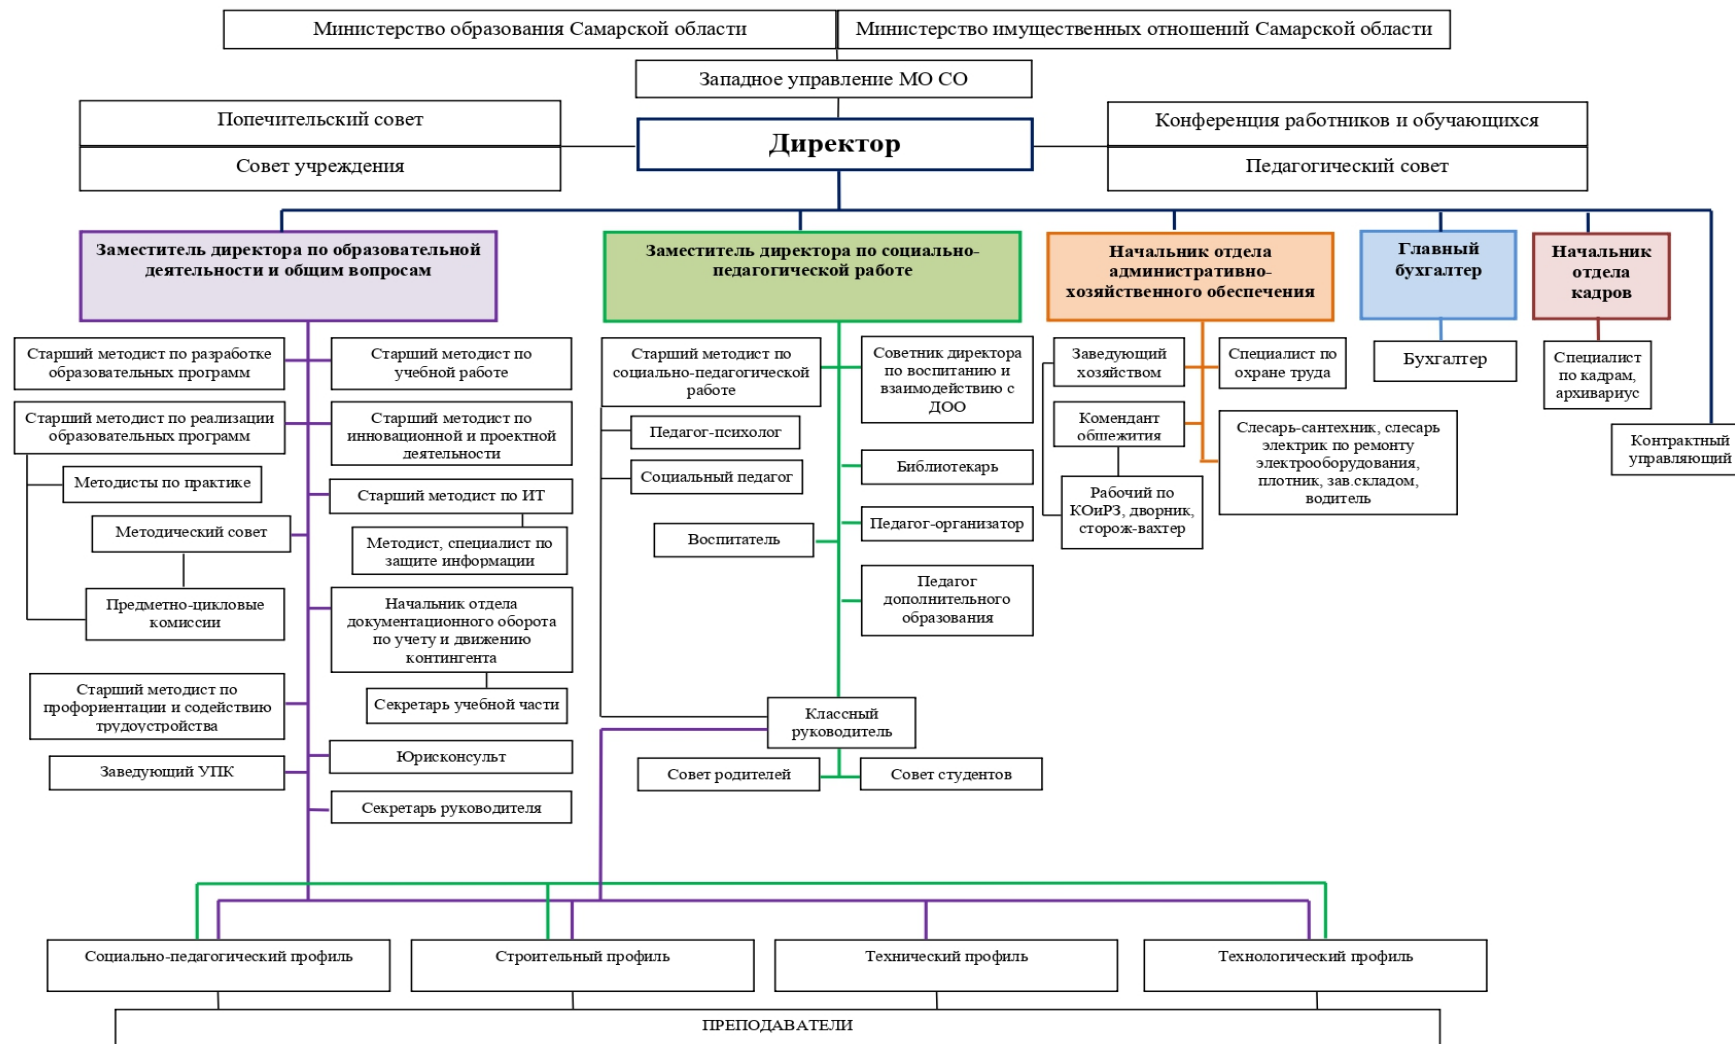 Министерство образования Самарской области
Министерство имущественных отношений Самарской области
Западное управление МО СО
Попечительский совет
Совет учреждения
Директор
Конференция работников и обучающихся
Педагогический совет
Заместитель директора по образовательной
деятельности и общим вопросам
Заместитель директора по социально-
педагогической работе
Начальник отдела
административно-
хозяйственного обеспечения
Главный
бухгалтер
Начальник
отдела
кадров
Старший методист по разработке
образовательных программ
Старший методист по
учебной работе
Старший методист по реализации
образовательных программ
Старший методист по
инновационной и проектной
деятельности
Методисты по практике
Старший методист по ИТ
Методический совет
Методист, специалист по
защите информации
Предметно-цикловые
комиссии
Начальник отдела
документационного оборота
по учету и движению
контингента
Старший методист по
профориентации и содействию
трудоустройства
Секретарь учебной части
Заведующий УПК
Юрисконсульт
Секретарь руководителя
Старший методист по
социально-педагогической
работе
Советник директора
по воспитанию и
взаимодействию с
ДОО
Педагог-психолог
Социальный педагог
Библиотекарь
Воспитатель
Педагог-организатор
Педагог
дополнительного
образования
Классный
руководитель
Совет родителей
Совет студентов
Заведующий
хозяйством
Специалист по
охране труда
Комендант
общежития
Слесарь-сантехник, слесарь
электрик по ремонту
электрооборудования,
плотник, зав.складом,
водитель
Рабочий по
КОиРЗ, дворник,
сторож-вахтер
Бухгалтер
Специалист
по кадрам,
архивариус
Контрактный
управляющий
Социально-педагогический профиль
Строительный профиль
Технический профиль
Технологический профиль
ПРЕПОДАВАТЕЛИ